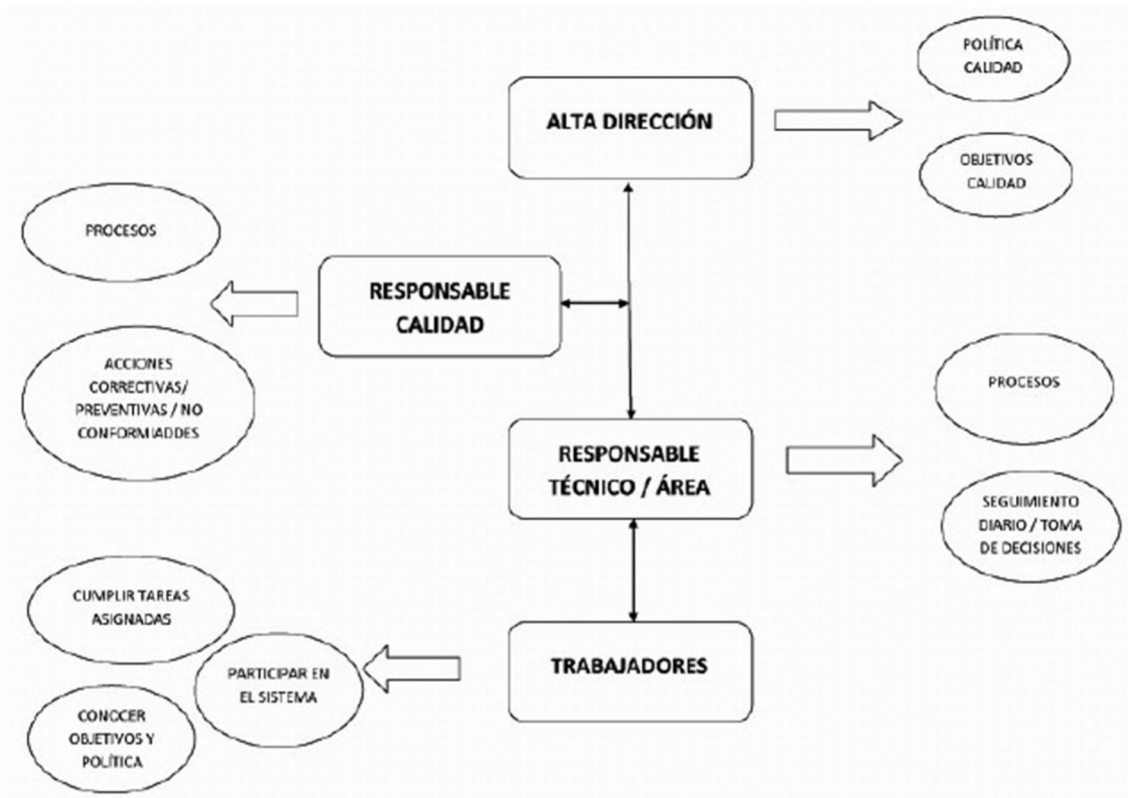 POLÍTICA
CALIDAD
ALTA DIRECCIÓN
OBJETIVOS
CALIDAD
PROCESOS
RESPONSABLE
CALIDAD
ACCIONES
CORRECTIVAS/
PREVENTIVAS / NO
CONFORMIADDES
PROCESOS
RESPONSABLE
TÉCNICO / ÁREA
SEGUIMIENTO
DIARIO / TOMA
DE DECISIONES
CUMPLIR TAREAS
ASIGNADAS
PARTICIPAR EN
EL SISTEMA
TRABAJADORES
CONOCER
OBJETIVOS Y
POLÍTICA